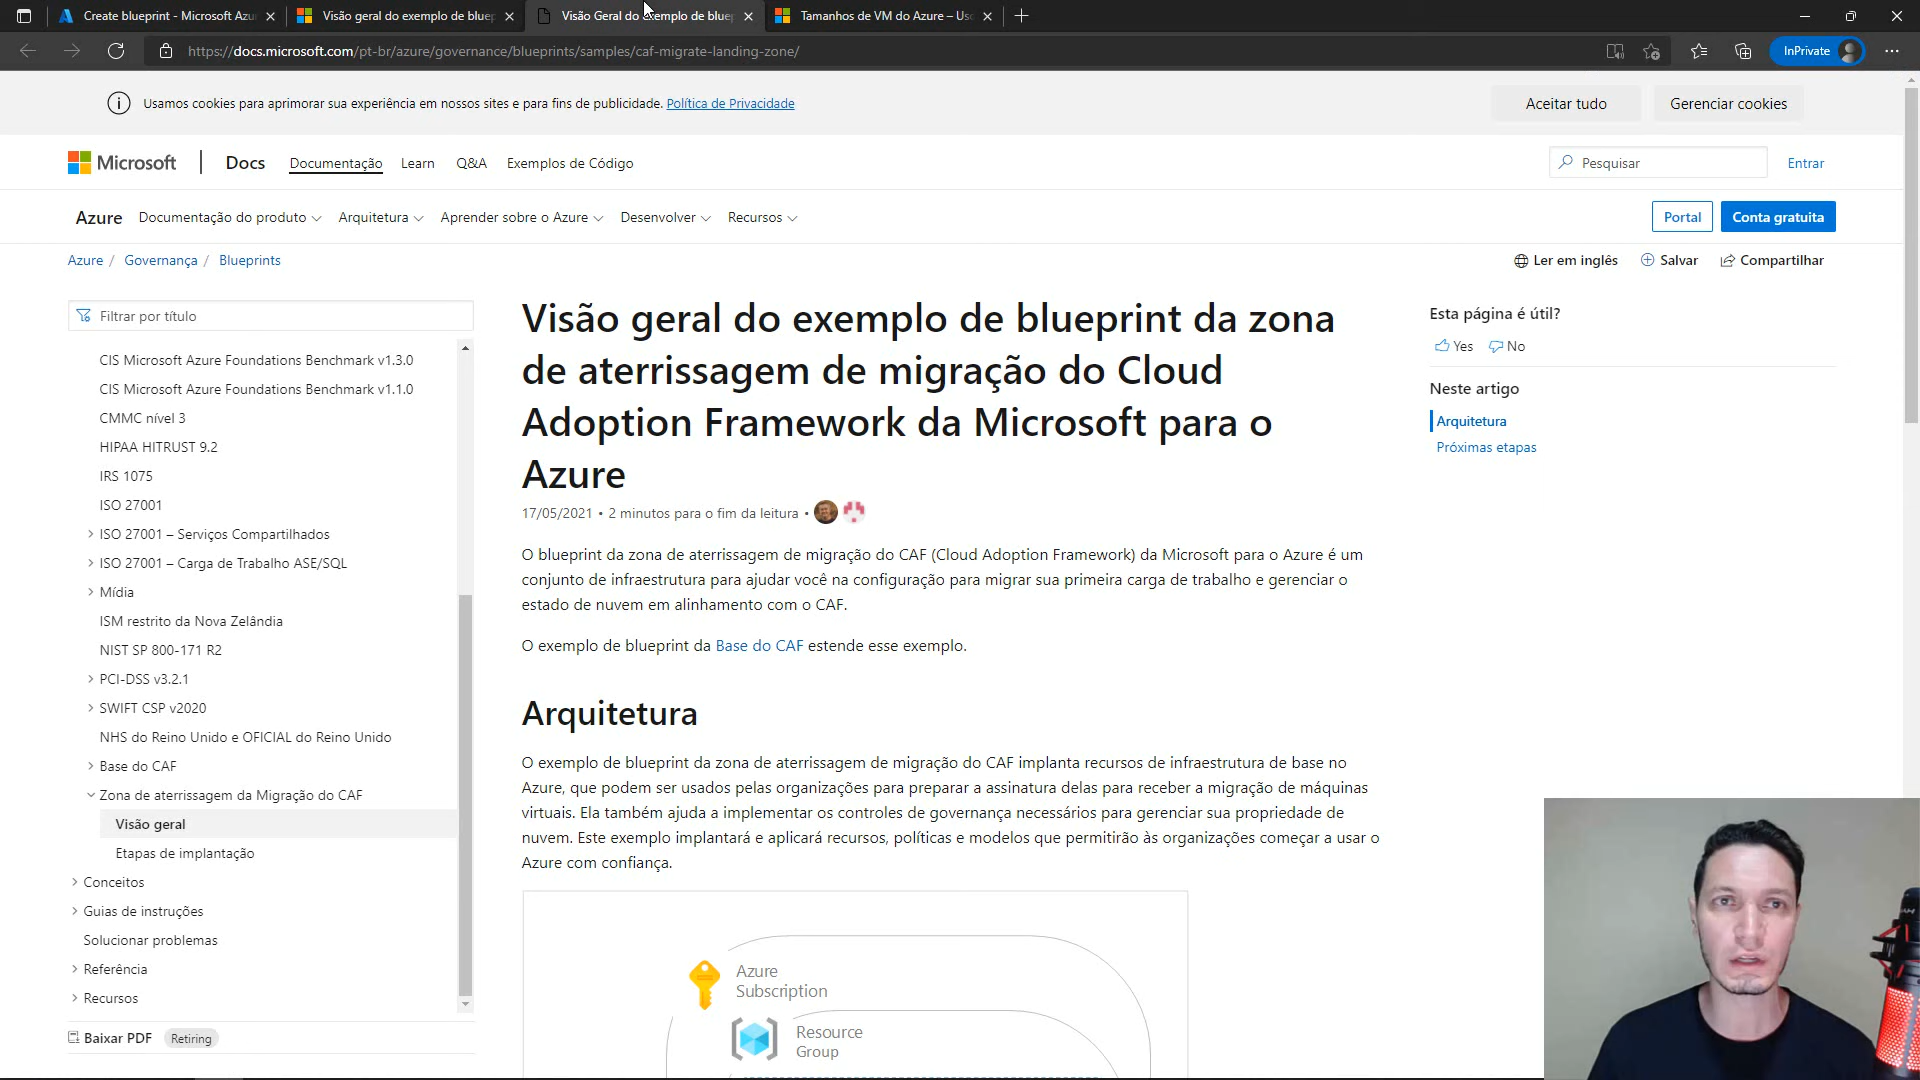 Create blueprint - Microsoft Azu
Visão geral do exemplo de bluep
Visão Geral do exemplo de bluep
Tamanhos de VM do Azure – Uso
https://docs.microsoft.com/pt-br/azure/governance/blueprints/samples/caf-migrate-landing-zone/
InPrivate
Usamos cookies para aprimorar sua experiência em nossos sites e para fins de publicidade. Política de Privacidade
Aceitar tudo
Gerenciar cookies
Microsoft
Docs
Documentação
Learn
Q&A
Exemplos de Código
Pesquisar
Entrar
Azure
Documentação do produto
Arquitetura
Aprender sobre o Azure
Desenvolver
Recursos
Portal
Conta gratuita
Azure / Governança / Blueprints
Ler em inglês
Salvar
Compartilhar
Filtrar por título
CIS Microsoft Azure Foundations Benchmark v1.3.0
CIS Microsoft Azure Foundations Benchmark v1.1.0
CMMC nível 3
HIPAA HITRUST 9.2
IRS 1075
ISO 27001
ISO 27001 – Serviços Compartilhados
ISO 27001 – Carga de Trabalho ASE/SQL
Mídia
ISM restrito da Nova Zelândia
NIST SP 800-171 R2
PCI-DSS v3.2.1
SWIFT CSP v2020
NHS do Reino Unido e OFICIAL do Reino Unido
Base do CAF
Zona de aterrissagem da Migração do CAF
Visão geral
Etapas de implantação
Conceitos
Guias de instruções
Solucionar problemas
Referência
Recursos
Baixar PDF
Retiring
Visão geral do exemplo de blueprint da zona
de aterrissagem de migração do Cloud
Adoption Framework da Microsoft para o
Azure
17/05/2021 • 2 minutos para o fim da leitura •
O blueprint da zona de aterrissagem de migração do CAF (Cloud Adoption Framework) da Microsoft para o Azure é um
conjunto de infraestrutura para ajudar você na configuração para migrar sua primeira carga de trabalho e gerenciar o
estado de nuvem em alinhamento com o CAF.
O exemplo de blueprint da Base do CAF estende esse exemplo.
Arquitetura
O exemplo de blueprint da zona de aterrissagem de migração do CAF implanta recursos de infraestrutura de base no
Azure, que podem ser usados pelas organizações para preparar a assinatura delas para receber a migração de máquinas
virtuais. Ela também ajuda a implementar os controles de governança necessários para gerenciar sua propriedade de
nuvem. Este exemplo implantará e aplicará recursos, políticas e modelos que permitirão às organizações começar a usar o
Azure com confiança.
Azure
Subscription
Resource
Group
Esta página é útil?
Yes
No
Neste artigo
Arquitetura
Próximas etapas